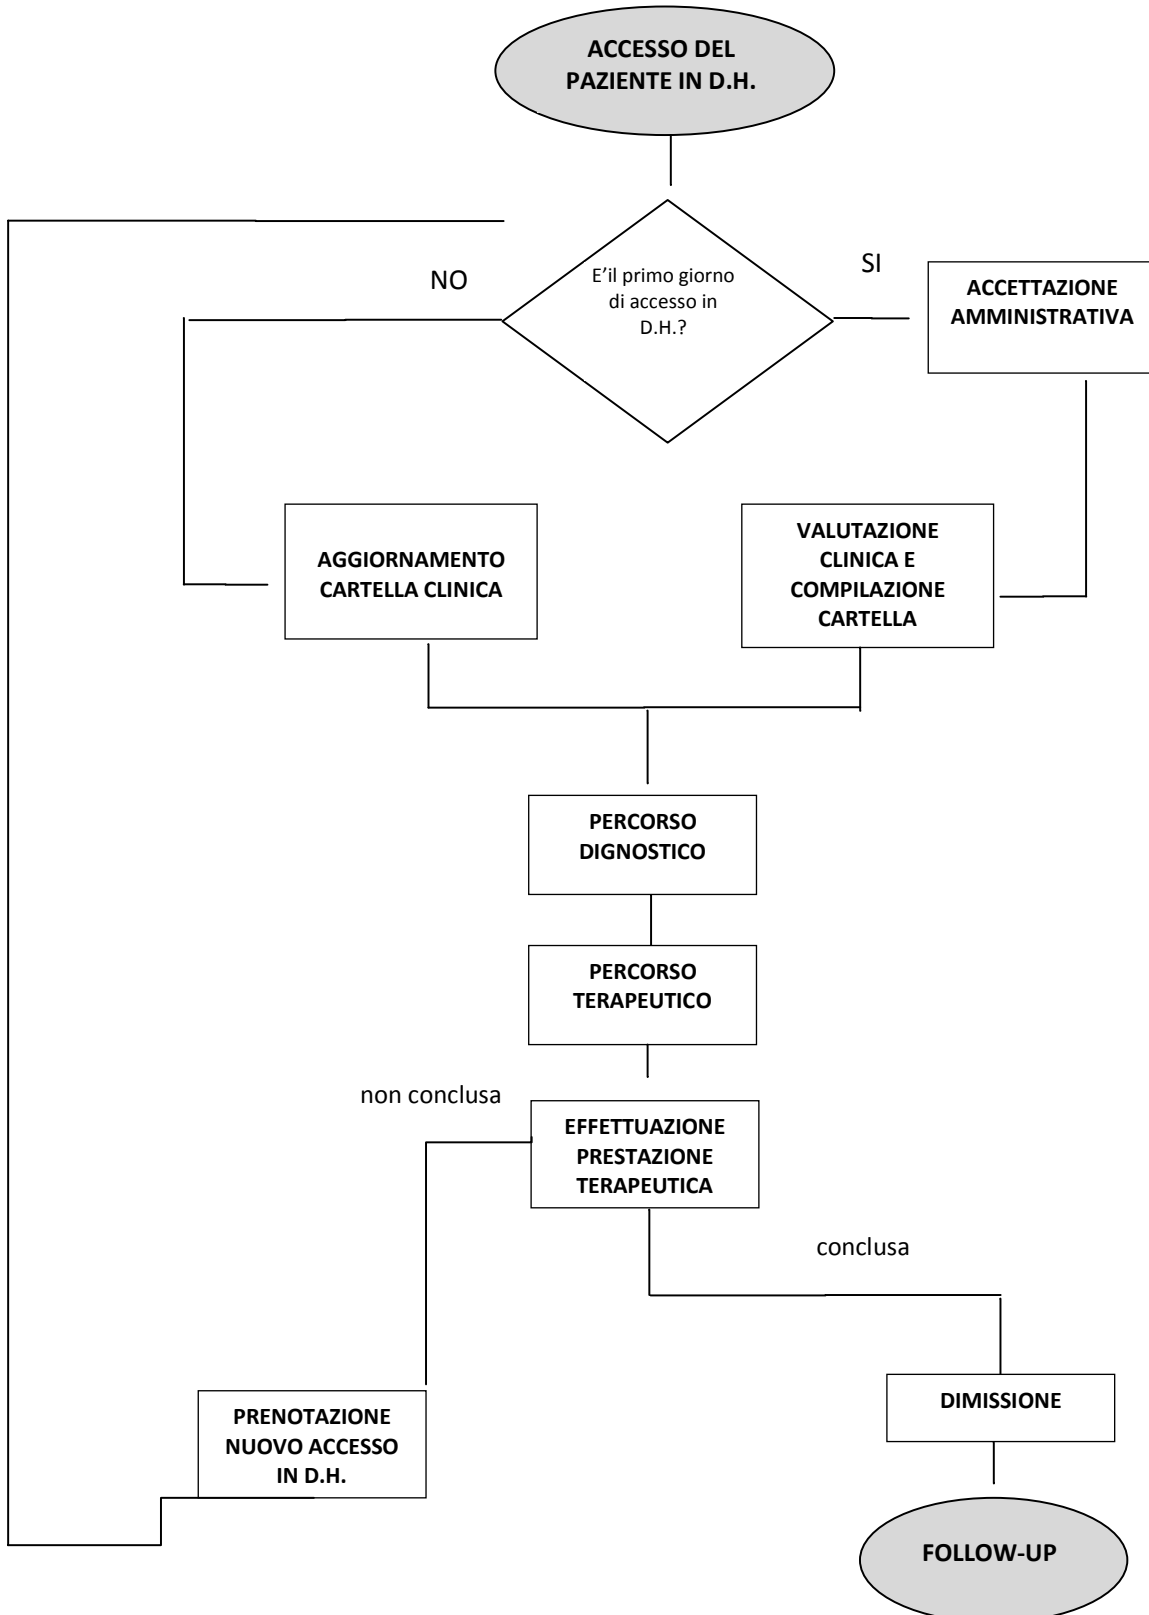 ACCESSO DEL
PAZIENTE IN D.H.
E'il primo giorno
di accesso in
D.H.?
NO
SI
ACCETTAZIONE
AMMINISTRATIVA
AGGIORNAMENTO
CARTELLA CLINICA
VALUTAZIONE
CLINICA E
COMPILAZIONE
CARTELLA
PERCORSO
DIGNOSTICO
PERCORSO
TERAPEUTICO
non conclusa
EFFETTUAZIONE
PRESTAZIONE
TERAPEUTICA
conclusa
PRENOTAZIONE
NUOVO ACCESSO
IN D.H.
DIMISSIONE
FOLLOW-UP